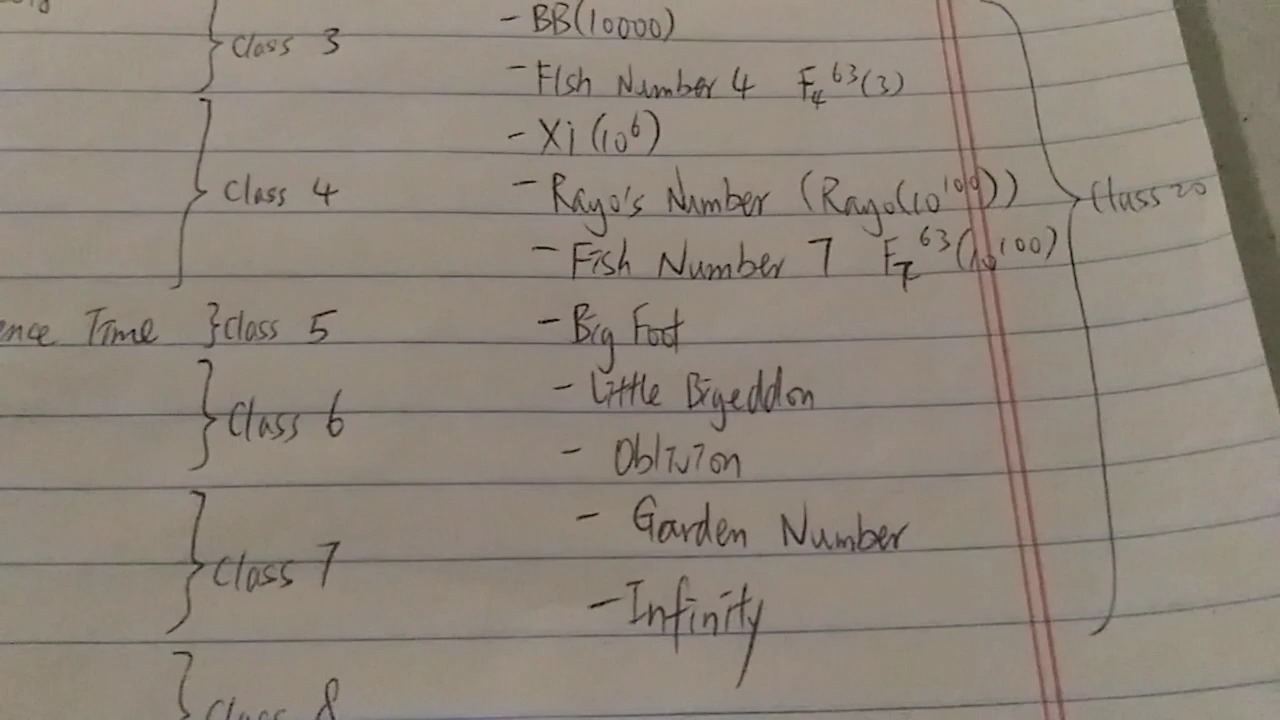 Class 3
Class 4
ence Time }Class 5
Class 6
Class 7
Class 8
- BB(10000)
- Fish Number 4 F₄⁶³(3)
- Xi(10⁶)
- Rayo's Number (Rayo(10¹⁰⁰))
- Fish Number 7 F₇⁶³(10¹⁰⁰)
- Big Foot
- Little Bigeddon
- Oblivion
- Garden Number
- Infinity
Class 20